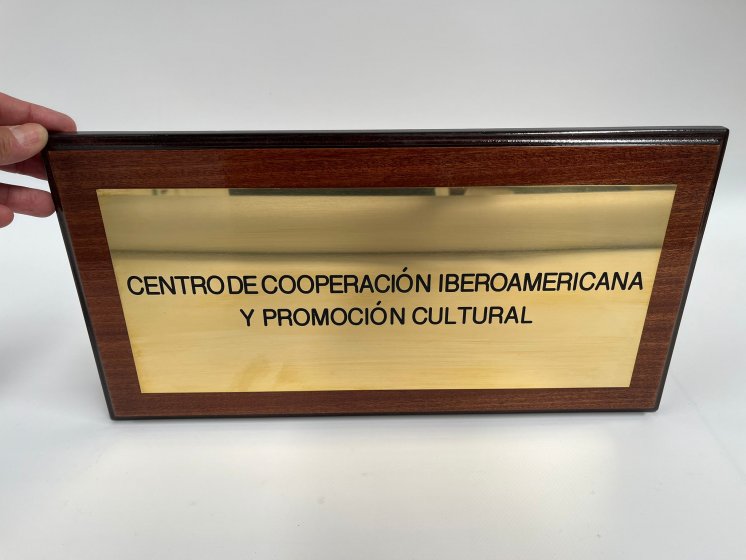 CENTRO DE COOPERACIÓN IBEROAMERICANA
Y PROMOCIÓN CULTURAL